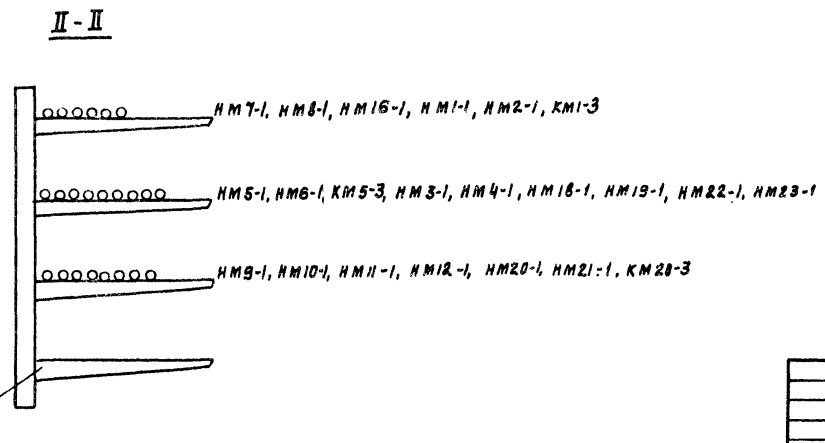 II-II
НМ7-1, НМ8-1, НМ16-1, НМ1-1, НМ2-1, КМ1-3
НМ5-1, НМ6-1, КМ5-3, НМ3-1, НМ4-1, НМ18-1, НМ19-1, НМ22-1, НМ23-1
НМ9-1, НМ10-1, НМ11-1, НМ12-1, НМ20-1, НМ21-1, КМ20-3